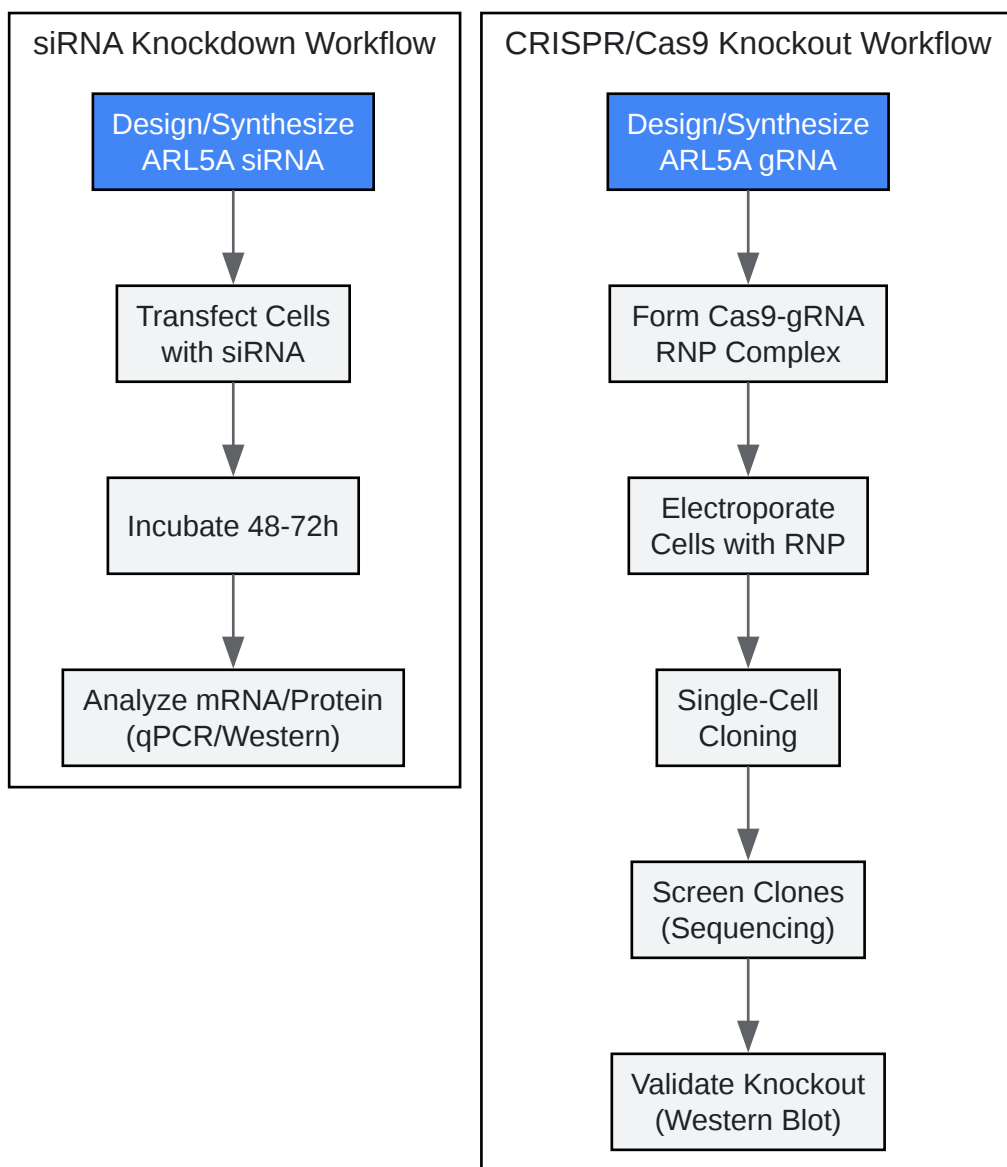 siRNA Knockdown Workflow
Design/Synthesize
ARL5A siRNA
Transfect Cells
with siRNA
Incubate 48-72h
Analyze mRNA/Protein
(qPCR/Western)
CRISPR/Cas9 Knockout Workflow
Design/Synthesize
ARL5A gRNA
Form Cas9-gRNA
RNP Complex
Electroporate
Cells with RNP
Single-Cell
Cloning
Screen Clones
(Sequencing)
Validate Knockout
(Western Blot)